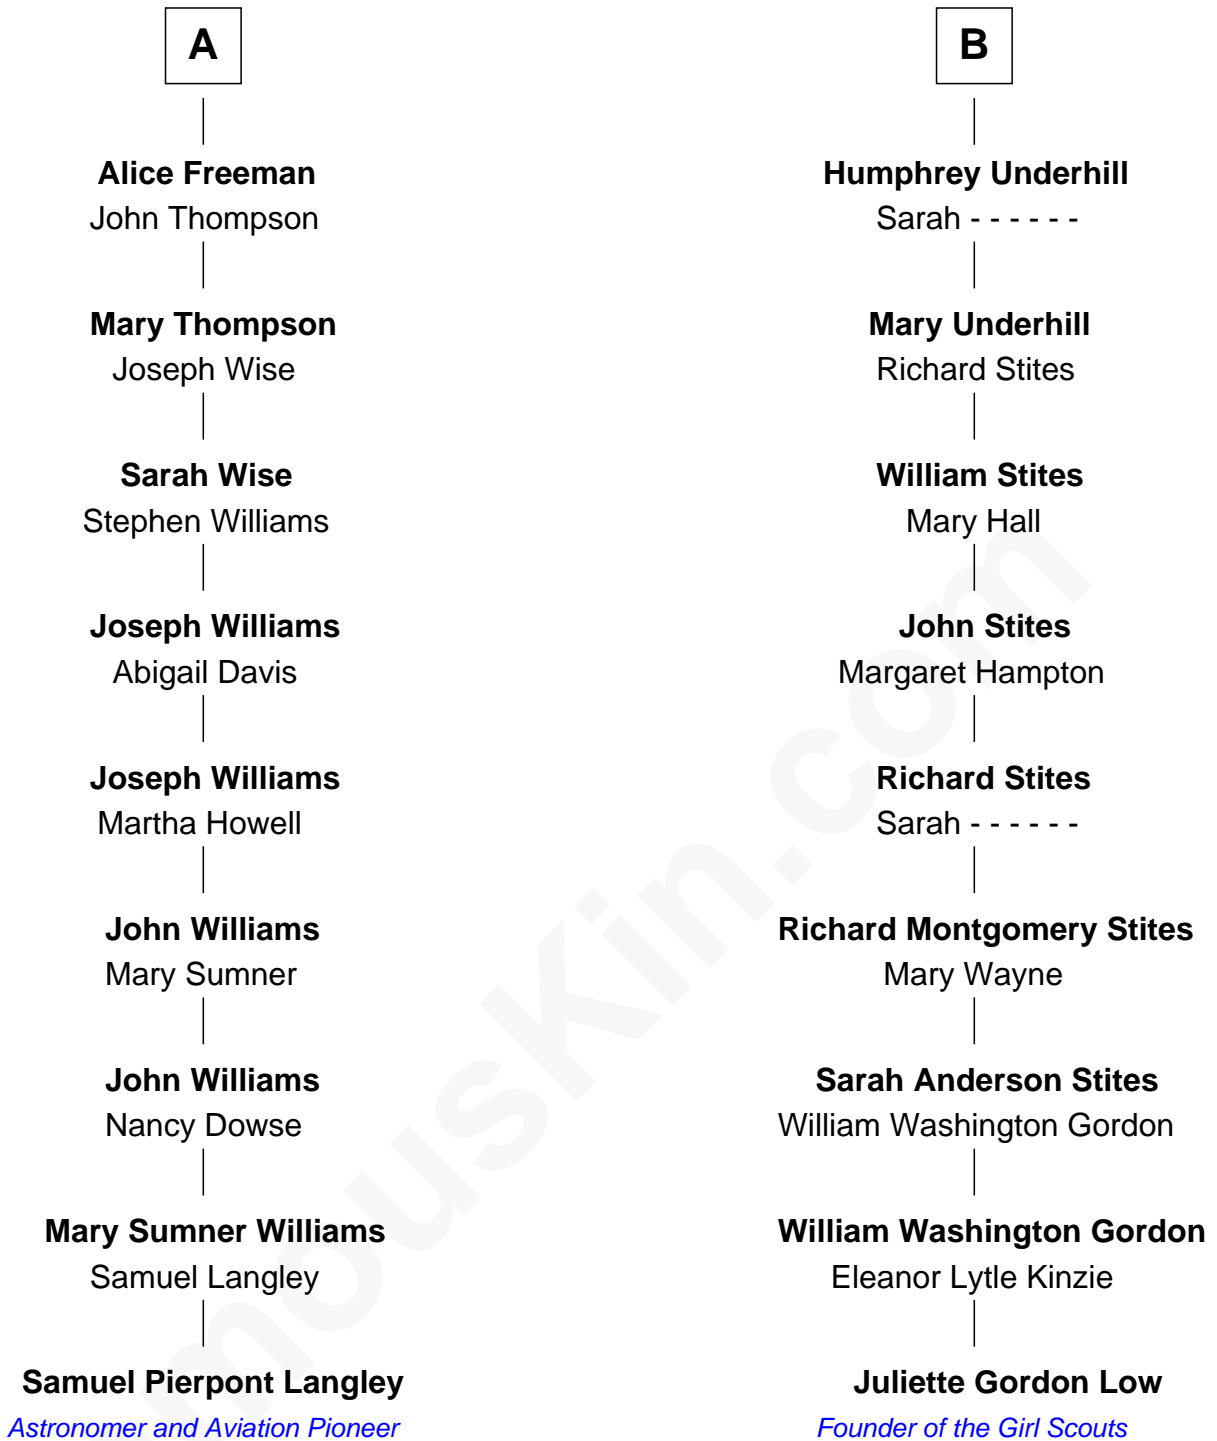 A
B
Alice Freeman
John Thompson
Humphrey Underhill
Sarah - - - - - -
Mary Thompson
Joseph Wise
Mary Underhill
Richard Stites
Sarah Wise
Stephen Williams
William Stites
Mary Hall
Joseph Williams
Abigail Davis
John Stites
Margaret Hampton
Joseph Williams
Martha Howell
Richard Stites
Sarah - - - - - -
John Williams
Mary Sumner
Richard Montgomery Stites
Mary Wayne
John Williams
Nancy Dowse
Sarah Anderson Stites
William Washington Gordon
Mary Sumner Williams
Samuel Langley
William Washington Gordon
Eleanor Lytle Kinzie
Samuel Pierpont Langley
Astronomer and Aviation Pioneer
Juliette Gordon Low
Founder of the Girl Scouts
mousKin.com